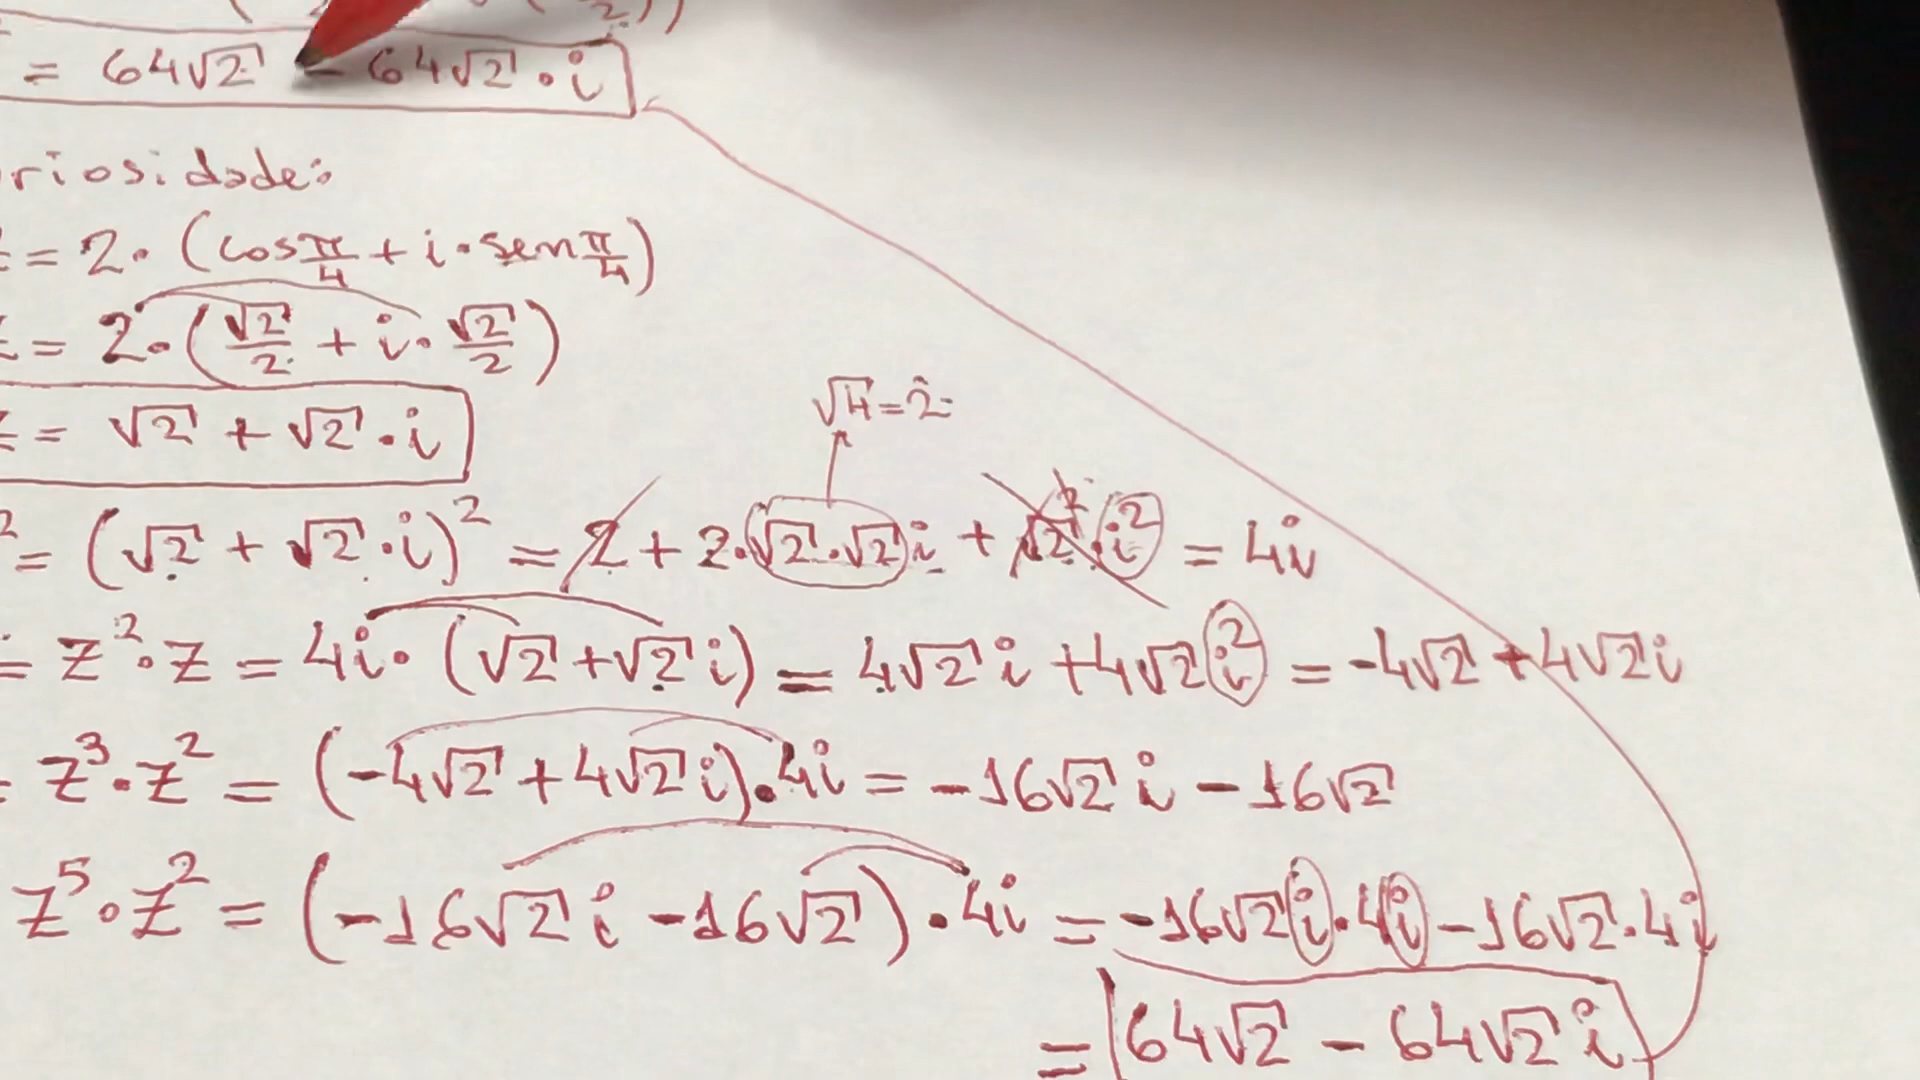 = 64√2 - 64√2 · i
riosidade:
= 2 · (cos π/4 + i · sen π/4)
= 2 · (√2/2 + i · √2/2)
= √2 + √2 · i
√4 = 2
2 = (√2 + √2 · i)² = 2 + 2 · √2 · √2 i + √2² · i² = 4i
= z² · z = 4i · (√2 + √2 i) = 4√2 i + 4√2 i² = -4√2 + 4√2 i
= z³ · z² = (-4√2 + 4√2 i) · 4i = -16√2 i - 16√2
z⁵ · z² = (-16√2 i - 16√2) · 4i = -16√2 i · 4i - 16√2 · 4i
= 64√2 - 64√2 i